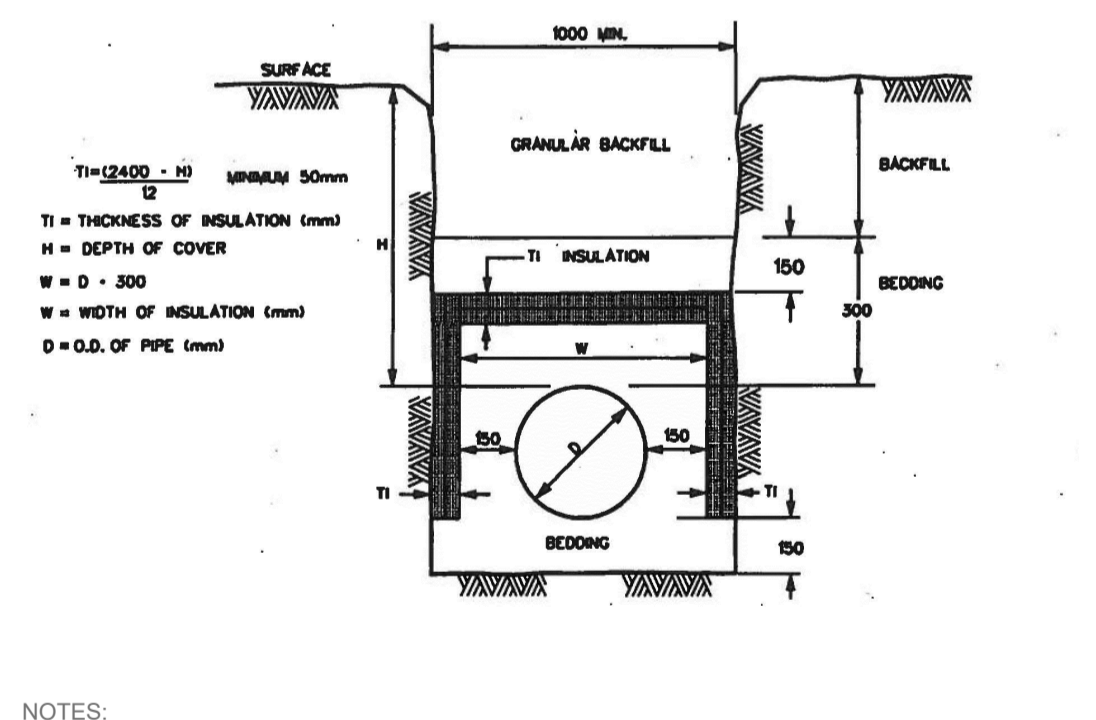 1000 MIN.
SURFACE
GRANULAR BACKFILL
BACKFILL
TI=(2400 - H)
12
MINIMUM 50mm
TI = THICKNESS OF INSULATION (mm)
H = DEPTH OF COVER
W = D + 300
W = WIDTH OF INSULATION (mm)
D = O.D. OF PIPE (mm)
H
TI INSULATION
150
BEDDING
300
W
150
D
150
TI
TI
BEDDING
150
NOTES: